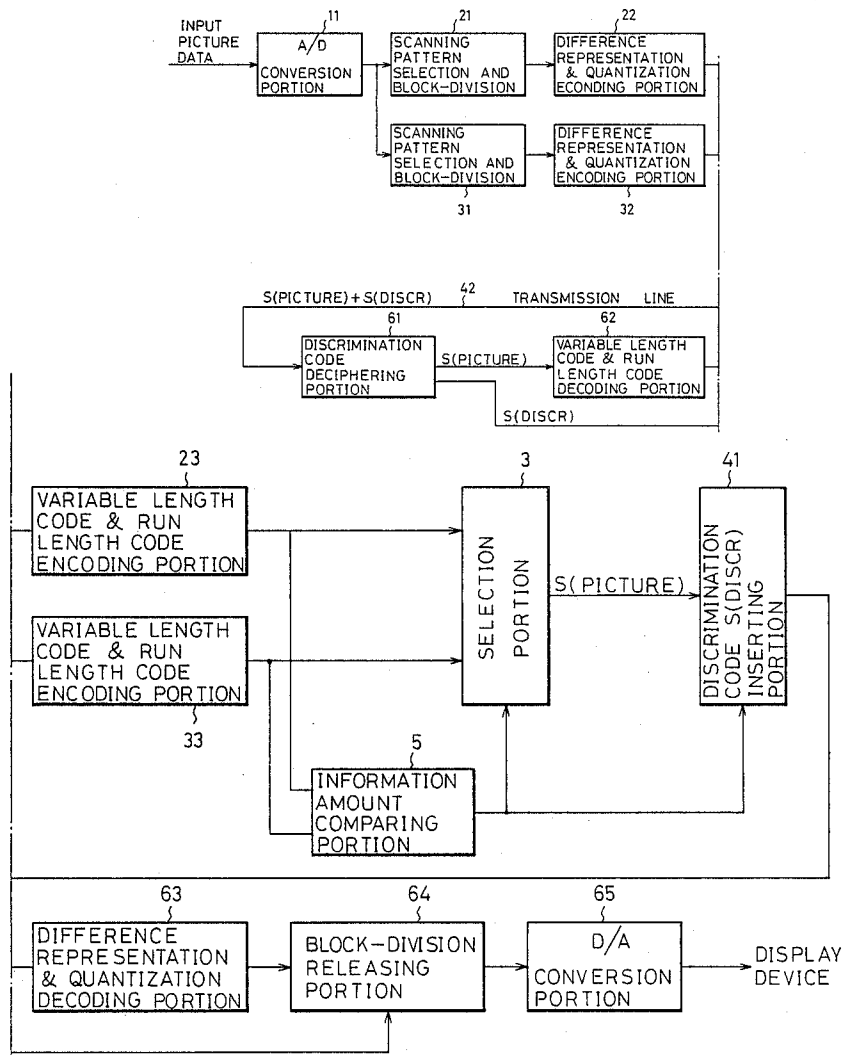 INPUT
PICTURE
DATA
11
A/D
CONVERSION
PORTION
21
SCANNING
PATTERN
SELECTION AND
BLOCK-DIVISION
22
DIFFERENCE
REPRESENTATION
& QUANTIZATION
ECONDING PORTION
SCANNING
PATTERN
SELECTION AND
BLOCK-DIVISION
31
DIFFERENCE
REPRESENTATION
& QUANTIZATION
ENCODING PORTION
32
S(PICTURE)+S(DISCR)
42
TRANSMISSION LINE
61
DISCRIMINATION
CODE
DECIPHERING
PORTION
S(PICTURE)
S(DISCR)
62
VARIABLE LENGTH
CODE & RUN
LENGTH CODE
DECODING PORTION
23
VARIABLE LENGTH
CODE & RUN
LENGTH CODE
ENCODING PORTION
VARIABLE LENGTH
CODE & RUN
LENGTH CODE
ENCODING PORTION
33
3
SELECTION
PORTION
S(PICTURE)
41
DISCRIMINATION
CODE S(DISCR)
INSERTING
PORTION
5
INFORMATION
AMOUNT
COMPARING
PORTION
63
DIFFERENCE
REPRESENTATION
& QUANTIZATION
DECODING PORTION
64
BLOCK-DIVISION
RELEASING
PORTION
65
D/A
CONVERSION
PORTION
DISPLAY
DEVICE